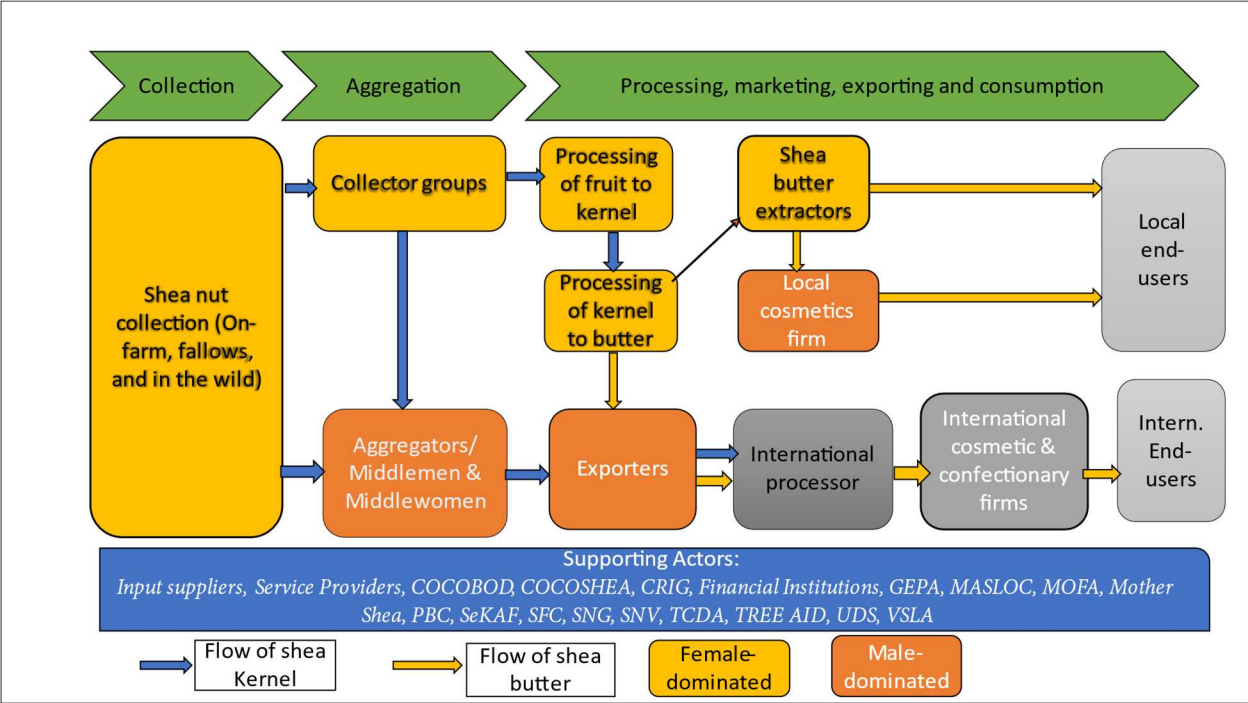 Collection
Aggregation
Processing, marketing, exporting and consumption
Shea nut
collection (On-
farm, fallows,
and in the wild)
Collector groups
Processing
of fruit to
kernel
Shea
butter
extractors
Local
end-
users
Processing
of kernel
to butter
Local
cosmetics
firm
Aggregators/
Middlemen &
Middlewomen
Exporters
International
processor
International
cosmetic &
confectionary
firms
Intern.
End-
users
Supporting Actors:
Input suppliers, Service Providers, COCOBOD, COCOSHEA, CRIG, Financial Institutions, GEPA, MASLOC, MOFA, Mother
Shea, PBC, SeKAF, SFC, SNG, SNV, TCDA, TREE AID, UDS, VSLA
Flow of shea
Kernel
Flow of shea
butter
Female-
dominated
Male-
dominated